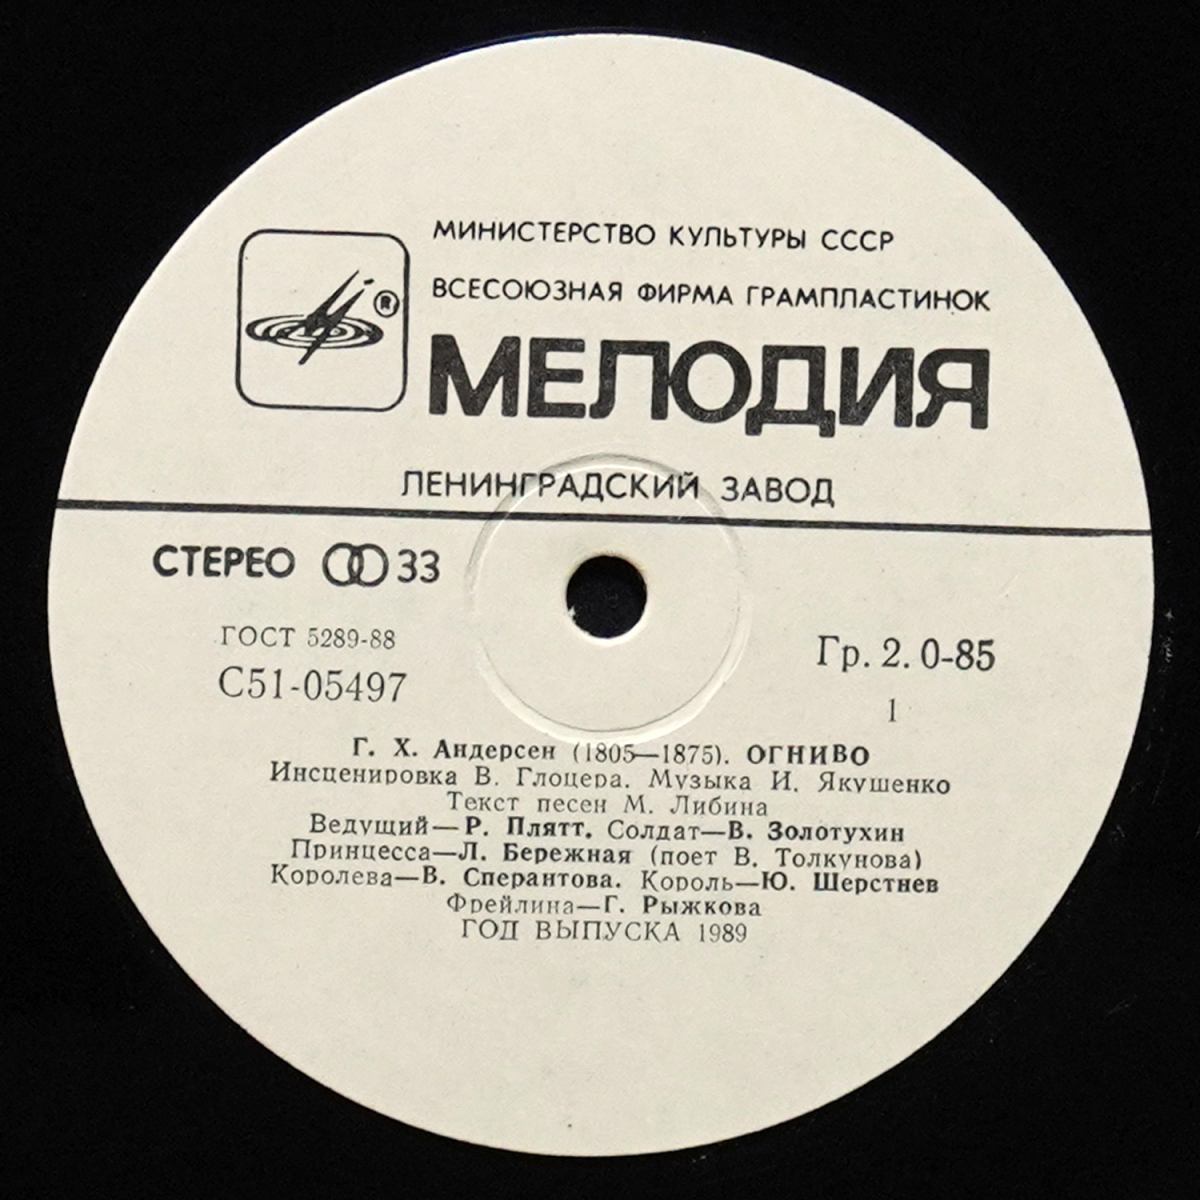 МИНИСТЕРСТВО КУЛЬТУРЫ СССР
ВСЕСОЮЗНАЯ ФИРМА ГРАМПЛАСТИНОК
®
МЕЛОДИЯ
ЛЕНИНГРАДСКИЙ ЗАВОД
СТЕРЕО 33
ГОСТ 5289-88
С51-05497
Гр. 2. 0-85
1
Г. Х. Андерсен (1805—1875). ОГНИВО
Инсценировка В. Глоцера. Музыка И. Якушенко
Текст песен М. Либина
Ведущий—Р. Плятт. Солдат—В. Золотухин
Принцесса—Л. Бережная (поет В. Толкунова)
Королева—В. Сперантова. Король—Ю. Шерстнев
Фрейлина—Г. Рыжкова
ГОД ВЫПУСКА 1989